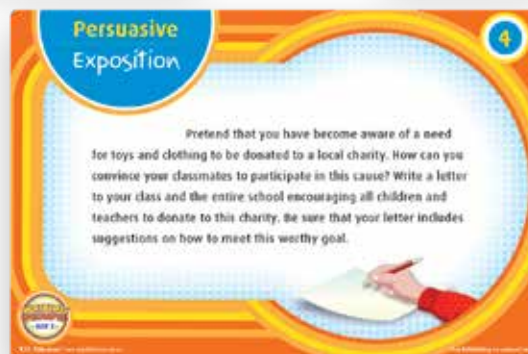 Persuasive
Exposition
4
Pretend that you have become aware of a need
for toys and clothing to be donated to a local charity. How can you
convince your classmates to participate in this cause? Write a letter
to your class and the entire school encouraging all children and
teachers to donate to this charity. Be sure that your letter includes
suggestions on how to meet this worthy goal.